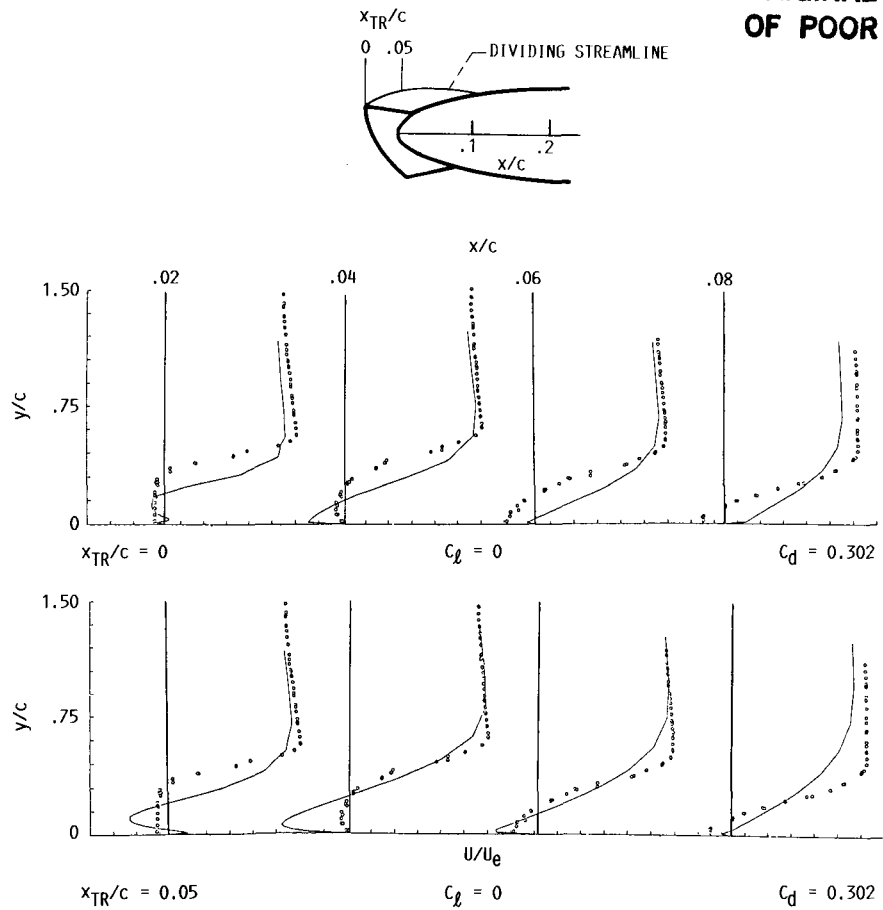 OF POOR
x_TR/c
0 .05
DIVIDING STREAMLINE
.1 .2
x/c
x/c
.02 .04 .06 .08
1.50
y/c
.75
0
x_TR/c = 0 C_ℓ = 0 C_d = 0.302
1.50
y/c
.75
0
U/U_e
x_TR/c = 0.05 C_ℓ = 0 C_d = 0.302